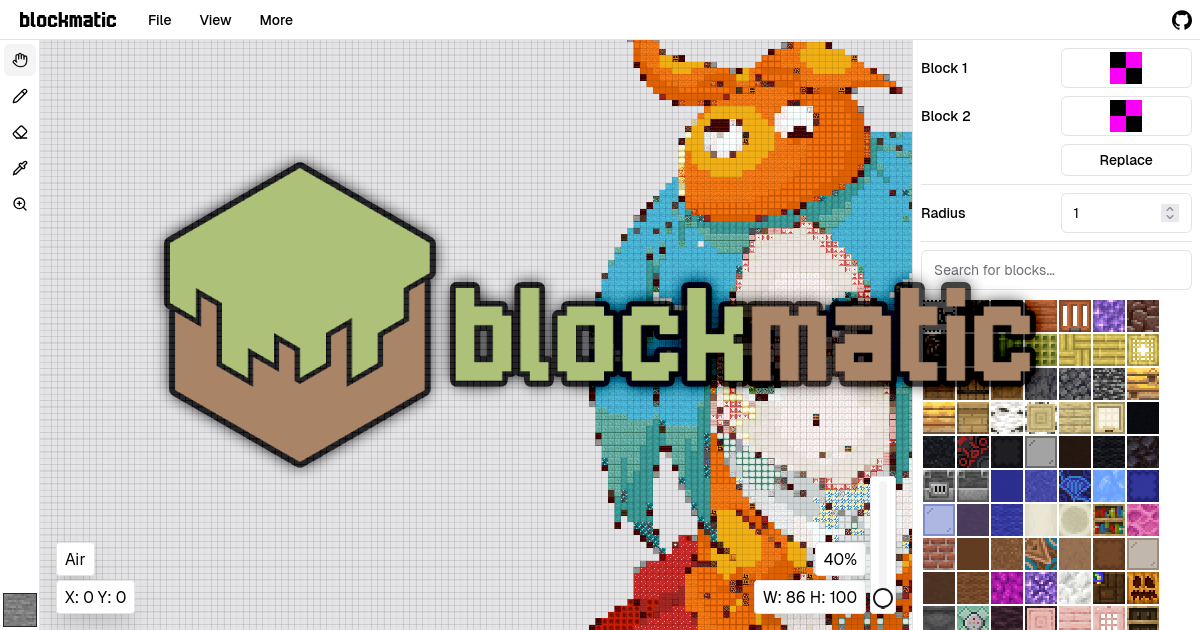 blockmatic File View More
Block 1
Block 2
Replace
Radius
1
Search for blocks...
blockmatic
Air
40%
X: 0 Y: 0
W: 86 H: 100